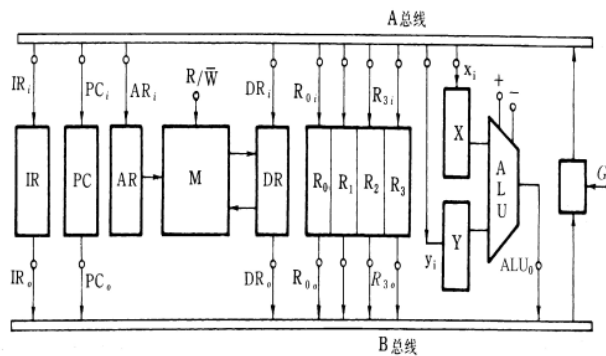 A总线
IRᵢ
PCᵢ
ARᵢ
R/W̅
DRᵢ
R₀ᵢ
R₃ᵢ
xᵢ
+
−
IR
PC
AR
M
DR
R₀
R₁
R₂
R₃
X
Y
ALU
G
yᵢ
IRₒ
PCₒ
DRₒ
R₀ₒ
R₃ₒ
ALU₀
B总线